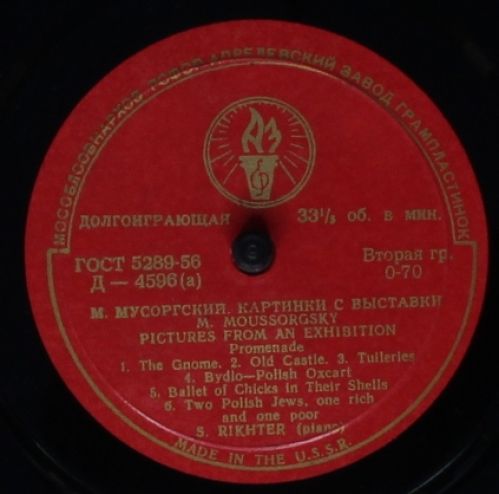 МОСОБЛСОВНАРХОЗ ТОВОР АПРЕЛЕВСКИЙ ЗАВОД ГРАМПЛАСТИНОК
АЗ
ДОЛГОИГРАЮЩАЯ 33⅓ об. в мин.
ГОСТ 5289-56 Вторая гр.
Д — 4596(а) 0-70
М. МУСОРГСКИЙ. КАРТИНКИ С ВЫСТАВКИ
M. MOUSSORGSKY
PICTURES FROM AN EXHIBITION
Promenade
1. The Gnome. 2. Old Castle. 3. Tuileries
4. Bydlo—Polish Oxcart
5. Ballet of Chicks in Their Shells
6. Two Polish Jews, one rich
and one poor
S. RIKHTER (piano)
MADE IN THE U.S.S.R.